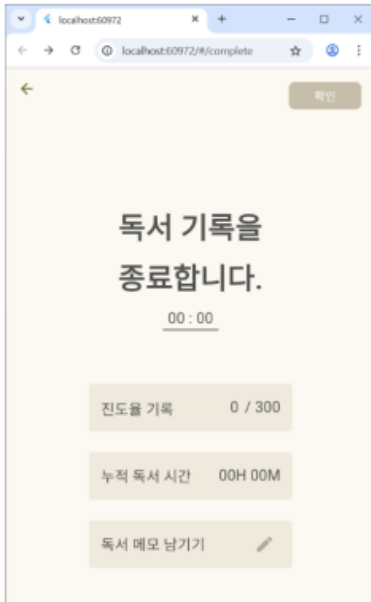 localhost:60972
localhost:60972/#/complete
확인
독서 기록을
종료합니다.
00 : 00
진도율 기록 0 / 300
누적 독서 시간 00H 00M
독서 메모 남기기